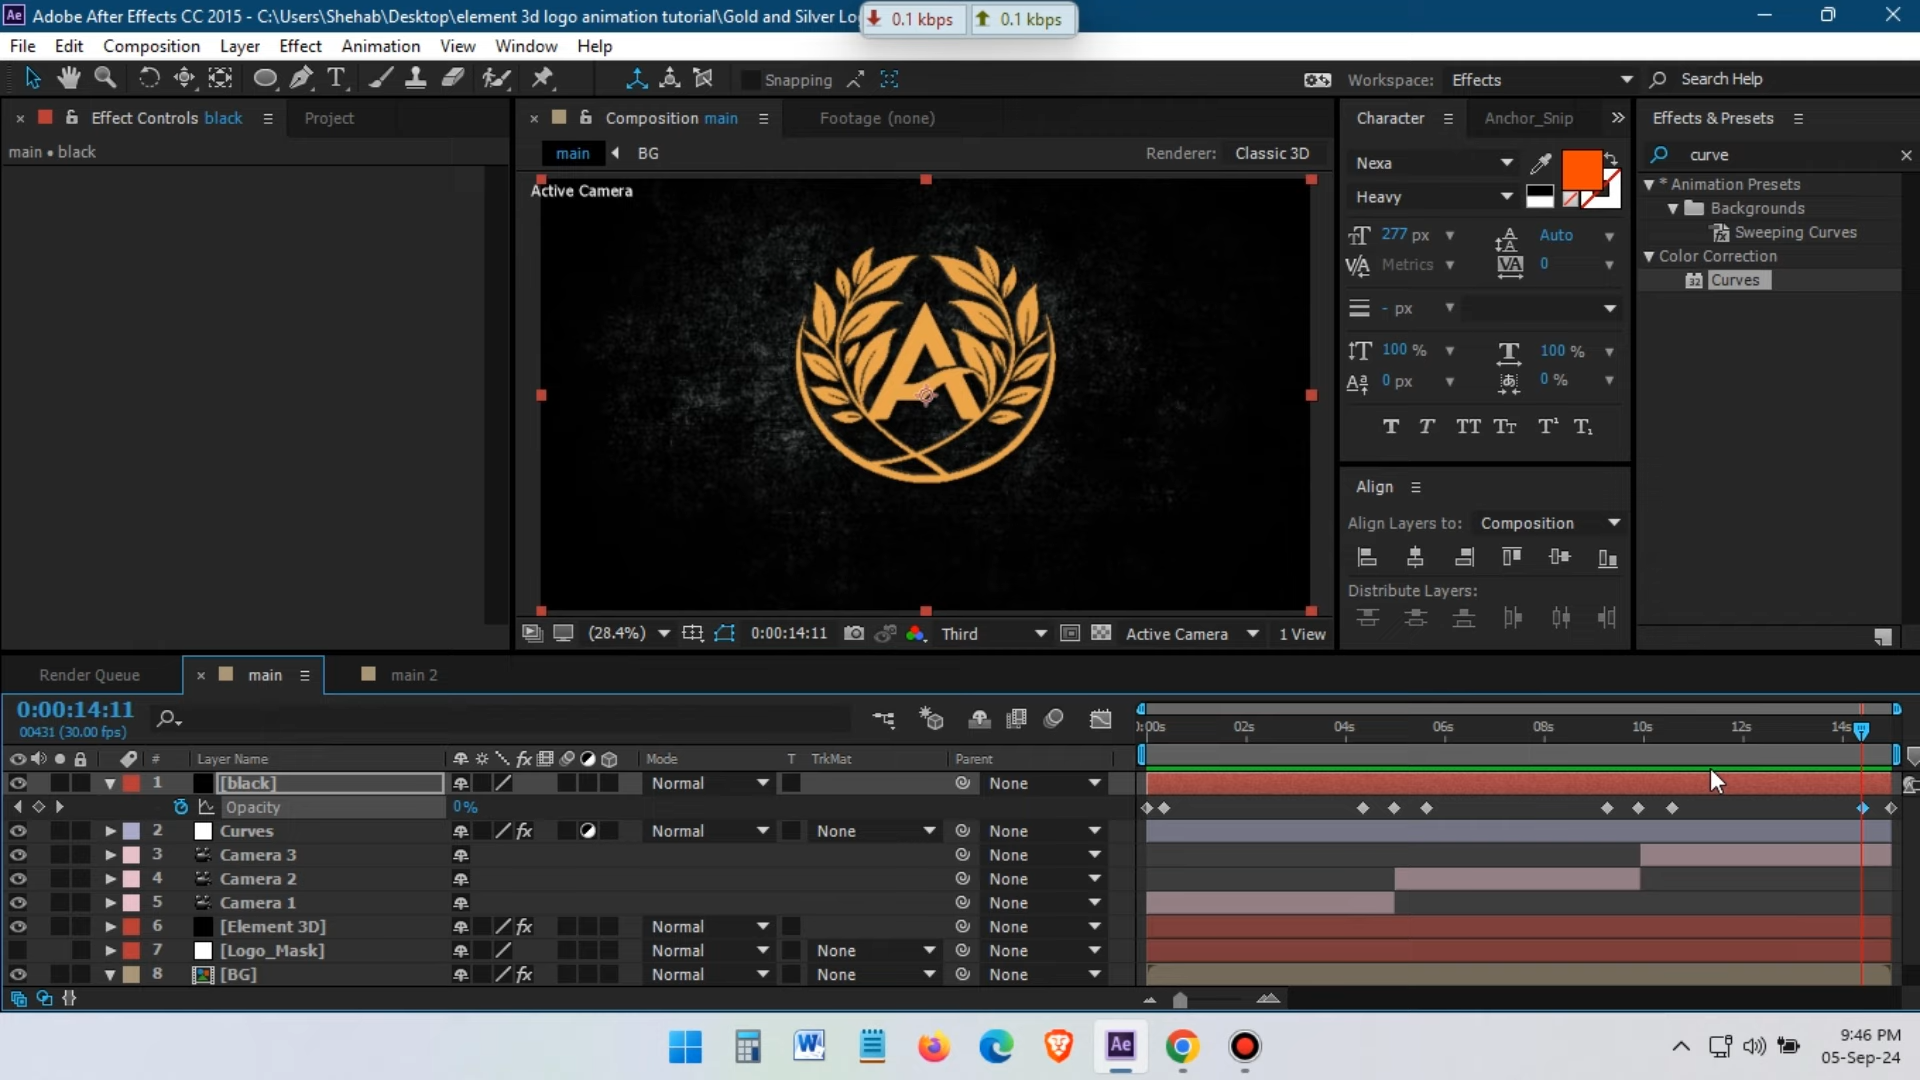 Adobe After Effects CC 2015 - C:\Users\Shehab\Desktop\element 3d logo animation tutorial\Gold and Silver Lo
0.1 kbps 0.1 kbps
File Edit Composition Layer Effect Animation View Window Help
Snapping
Workspace: Effects
Search Help
Effect Controls black
Project
Composition main
Footage (none)
Character
Anchor_Snip
Effects & Presets
main • black
main BG
Renderer: Classic 3D
curve
Active Camera
Nexa
Heavy
* Animation Presets
Backgrounds
Sweeping Curves
Color Correction
Curves
277 px
Auto
Metrics
0
- px
100 %
100 %
0 px
0 %
Align
Align Layers to: Composition
Distribute Layers:
(28.4%)
0:00:14:11
Third
Active Camera
1 View
Render Queue
main
main 2
0:00:14:11
00431 (30.00 fps)
):00s 02s 04s 06s 08s 10s 12s 14s
# Layer Name Mode T TrkMat Parent
1 [black] Normal None
Opacity 0%
2 Curves Normal None None
3 Camera 3 None
4 Camera 2 None
5 Camera 1 None
6 [Element 3D] Normal None
7 [Logo_Mask] Normal None None
8 [BG] Normal None None
9:46 PM
05-Sep-24